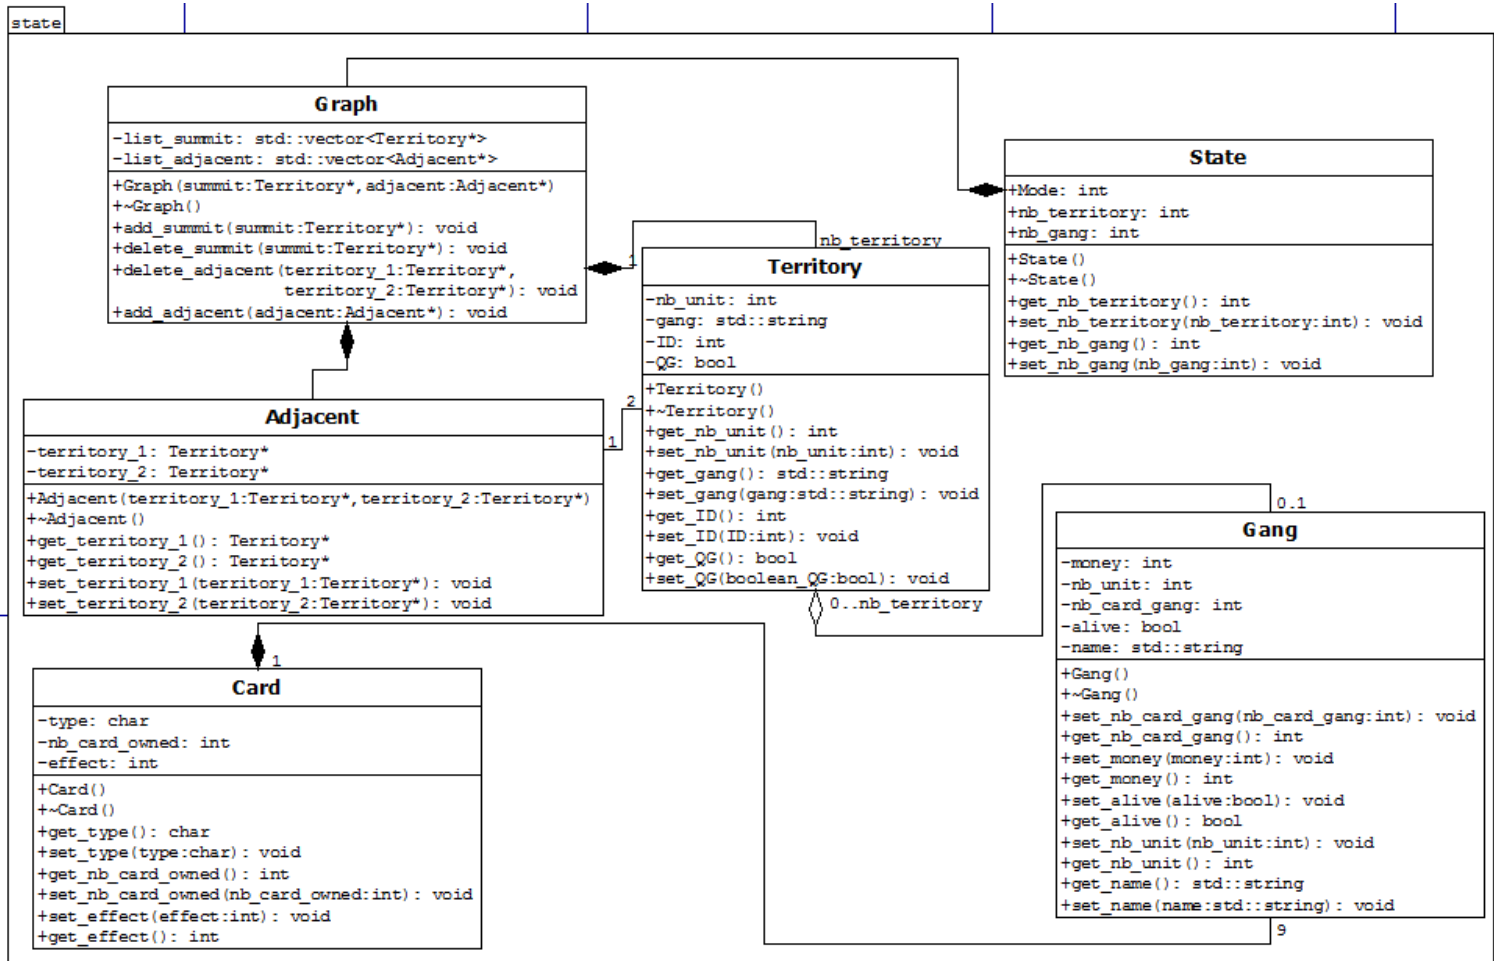 state
Graph
-list_summit: std::vector<Territory*>
-list_adjacent: std::vector<Adjacent*>
+Graph(summit:Territory*,adjacent:Adjacent*)
+~Graph()
+add_summit(summit:Territory*): void
+delete_summit(summit:Territory*): void
+delete_adjacent(territory_1:Territory*,
territory_2:Territory*): void
+add_adjacent(adjacent:Adjacent*): void
1
nb_territory
State
+Mode: int
+nb_territory: int
+nb_gang: int
+State()
+~State()
+get_nb_territory(): int
+set_nb_territory(nb_territory:int): void
+get_nb_gang(): int
+set_nb_gang(nb_gang:int): void
Territory
-nb_unit: int
-gang: std::string
-ID: int
-QG: bool
+Territory()
+~Territory()
+get_nb_unit(): int
+set_nb_unit(nb_unit:int): void
+get_gang(): std::string
+set_gang(gang:std::string): void
+get_ID(): int
+set_ID(ID:int): void
+get_QG(): bool
+set_QG(boolean_QG:bool): void
2
1
0..nb_territory
Adjacent
-territory_1: Territory*
-territory_2: Territory*
+Adjacent(territory_1:Territory*,territory_2:Territory*)
+~Adjacent()
+get_territory_1(): Territory*
+get_territory_2(): Territory*
+set_territory_1(territory_1:Territory*): void
+set_territory_2(territory_2:Territory*): void
0.1
Gang
-money: int
-nb_unit: int
-nb_card_gang: int
-alive: bool
-name: std::string
+Gang()
+~Gang()
+set_nb_card_gang(nb_card_gang:int): void
+get_nb_card_gang(): int
+set_money(money:int): void
+get_money(): int
+set_alive(alive:bool): void
+get_alive(): bool
+set_nb_unit(nb_unit:int): void
+get_nb_unit(): int
+get_name(): std::string
+set_name(name:std::string): void
9
1
Card
-type: char
-nb_card_owned: int
-effect: int
+Card()
+~Card()
+get_type(): char
+set_type(type:char): void
+get_nb_card_owned(): int
+set_nb_card_owned(nb_card_owned:int): void
+set_effect(effect:int): void
+get_effect(): int